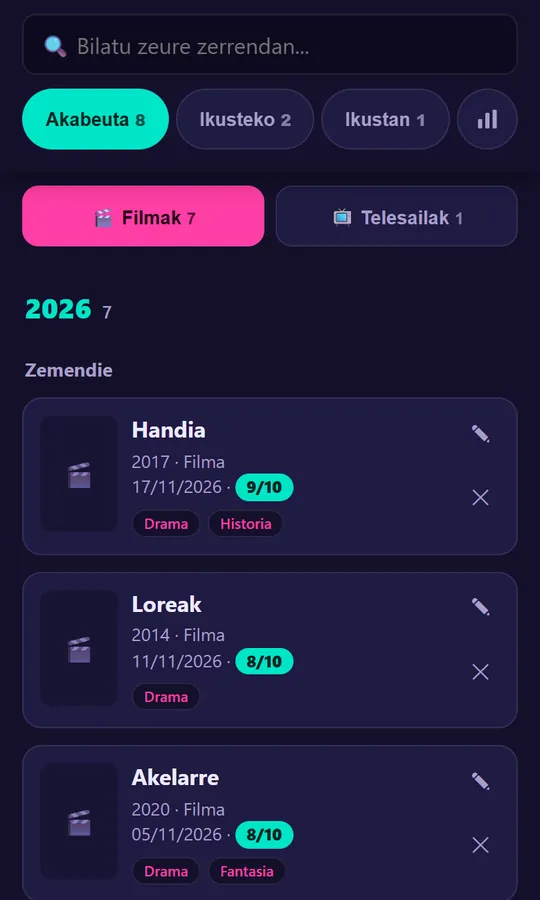 Bilatu zeure zerrendan...
Akabeuta 8 Ikusteko 2 Ikustan 1
Filmak 7 Telesailak 1
2026 7
Zemendie
Handia
2017 · Filma
17/11/2026 · 9/10
Drama Historia
Loreak
2014 · Filma
11/11/2026 · 8/10
Drama
Akelarre
2020 · Filma
05/11/2026 · 8/10
Drama Fantasia